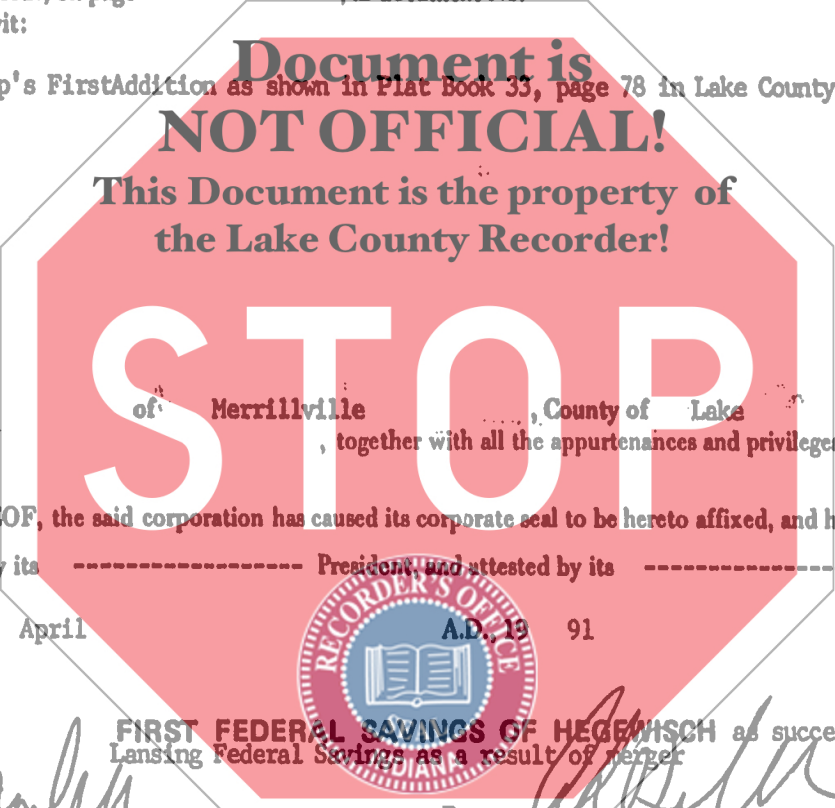 vit:
Document is
p's FirstAddition as shown in Plat Book 33, page 78 in Lake County
NOT OFFICIAL!
This Document is the property of
the Lake County Recorder!
STOP
of Merrillville , County of Lake
, together with all the appurtenances and privileges
OF, the said corporation has caused its corporate seal to be hereto affixed, and h
y its ------------------ President, and attested by its ---------------
April A.D., 19 91
RECORDER'S OFFICE
FIRST FEDERAL SAVINGS OF HEGEWISCH as succe
Lansing Federal Savings as a result of merger